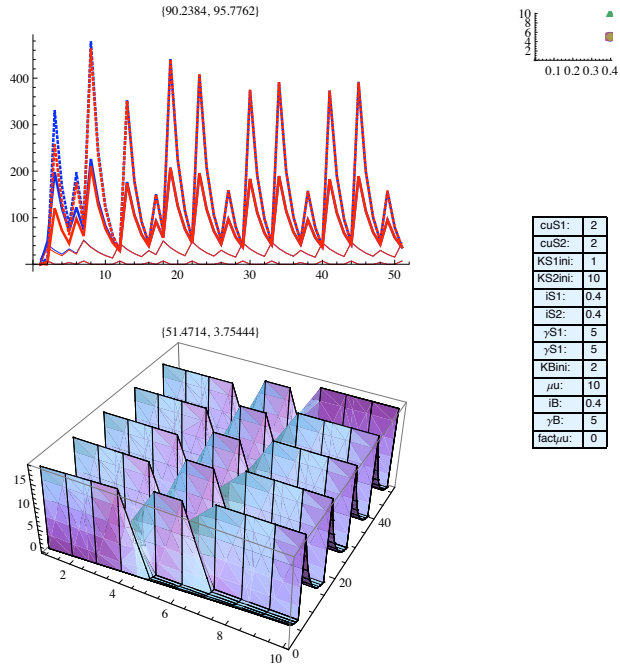 {90.2384, 95.7762}
400
300
200
100
10 20 30 40 50
10
8
6
4
2
0.1 0.2 0.3 0.4
cuS1: 2
cuS2: 2
KS1ini: 1
KS2ini: 10
iS1: 0.4
iS2: 0.4
γS1: 5
γS1: 5
KBini: 2
μu: 10
iB: 0.4
γB: 5
factμu: 0
{51.4714, 3.75444}
15
10
5
0
2 4 6 8 10
0 20 40